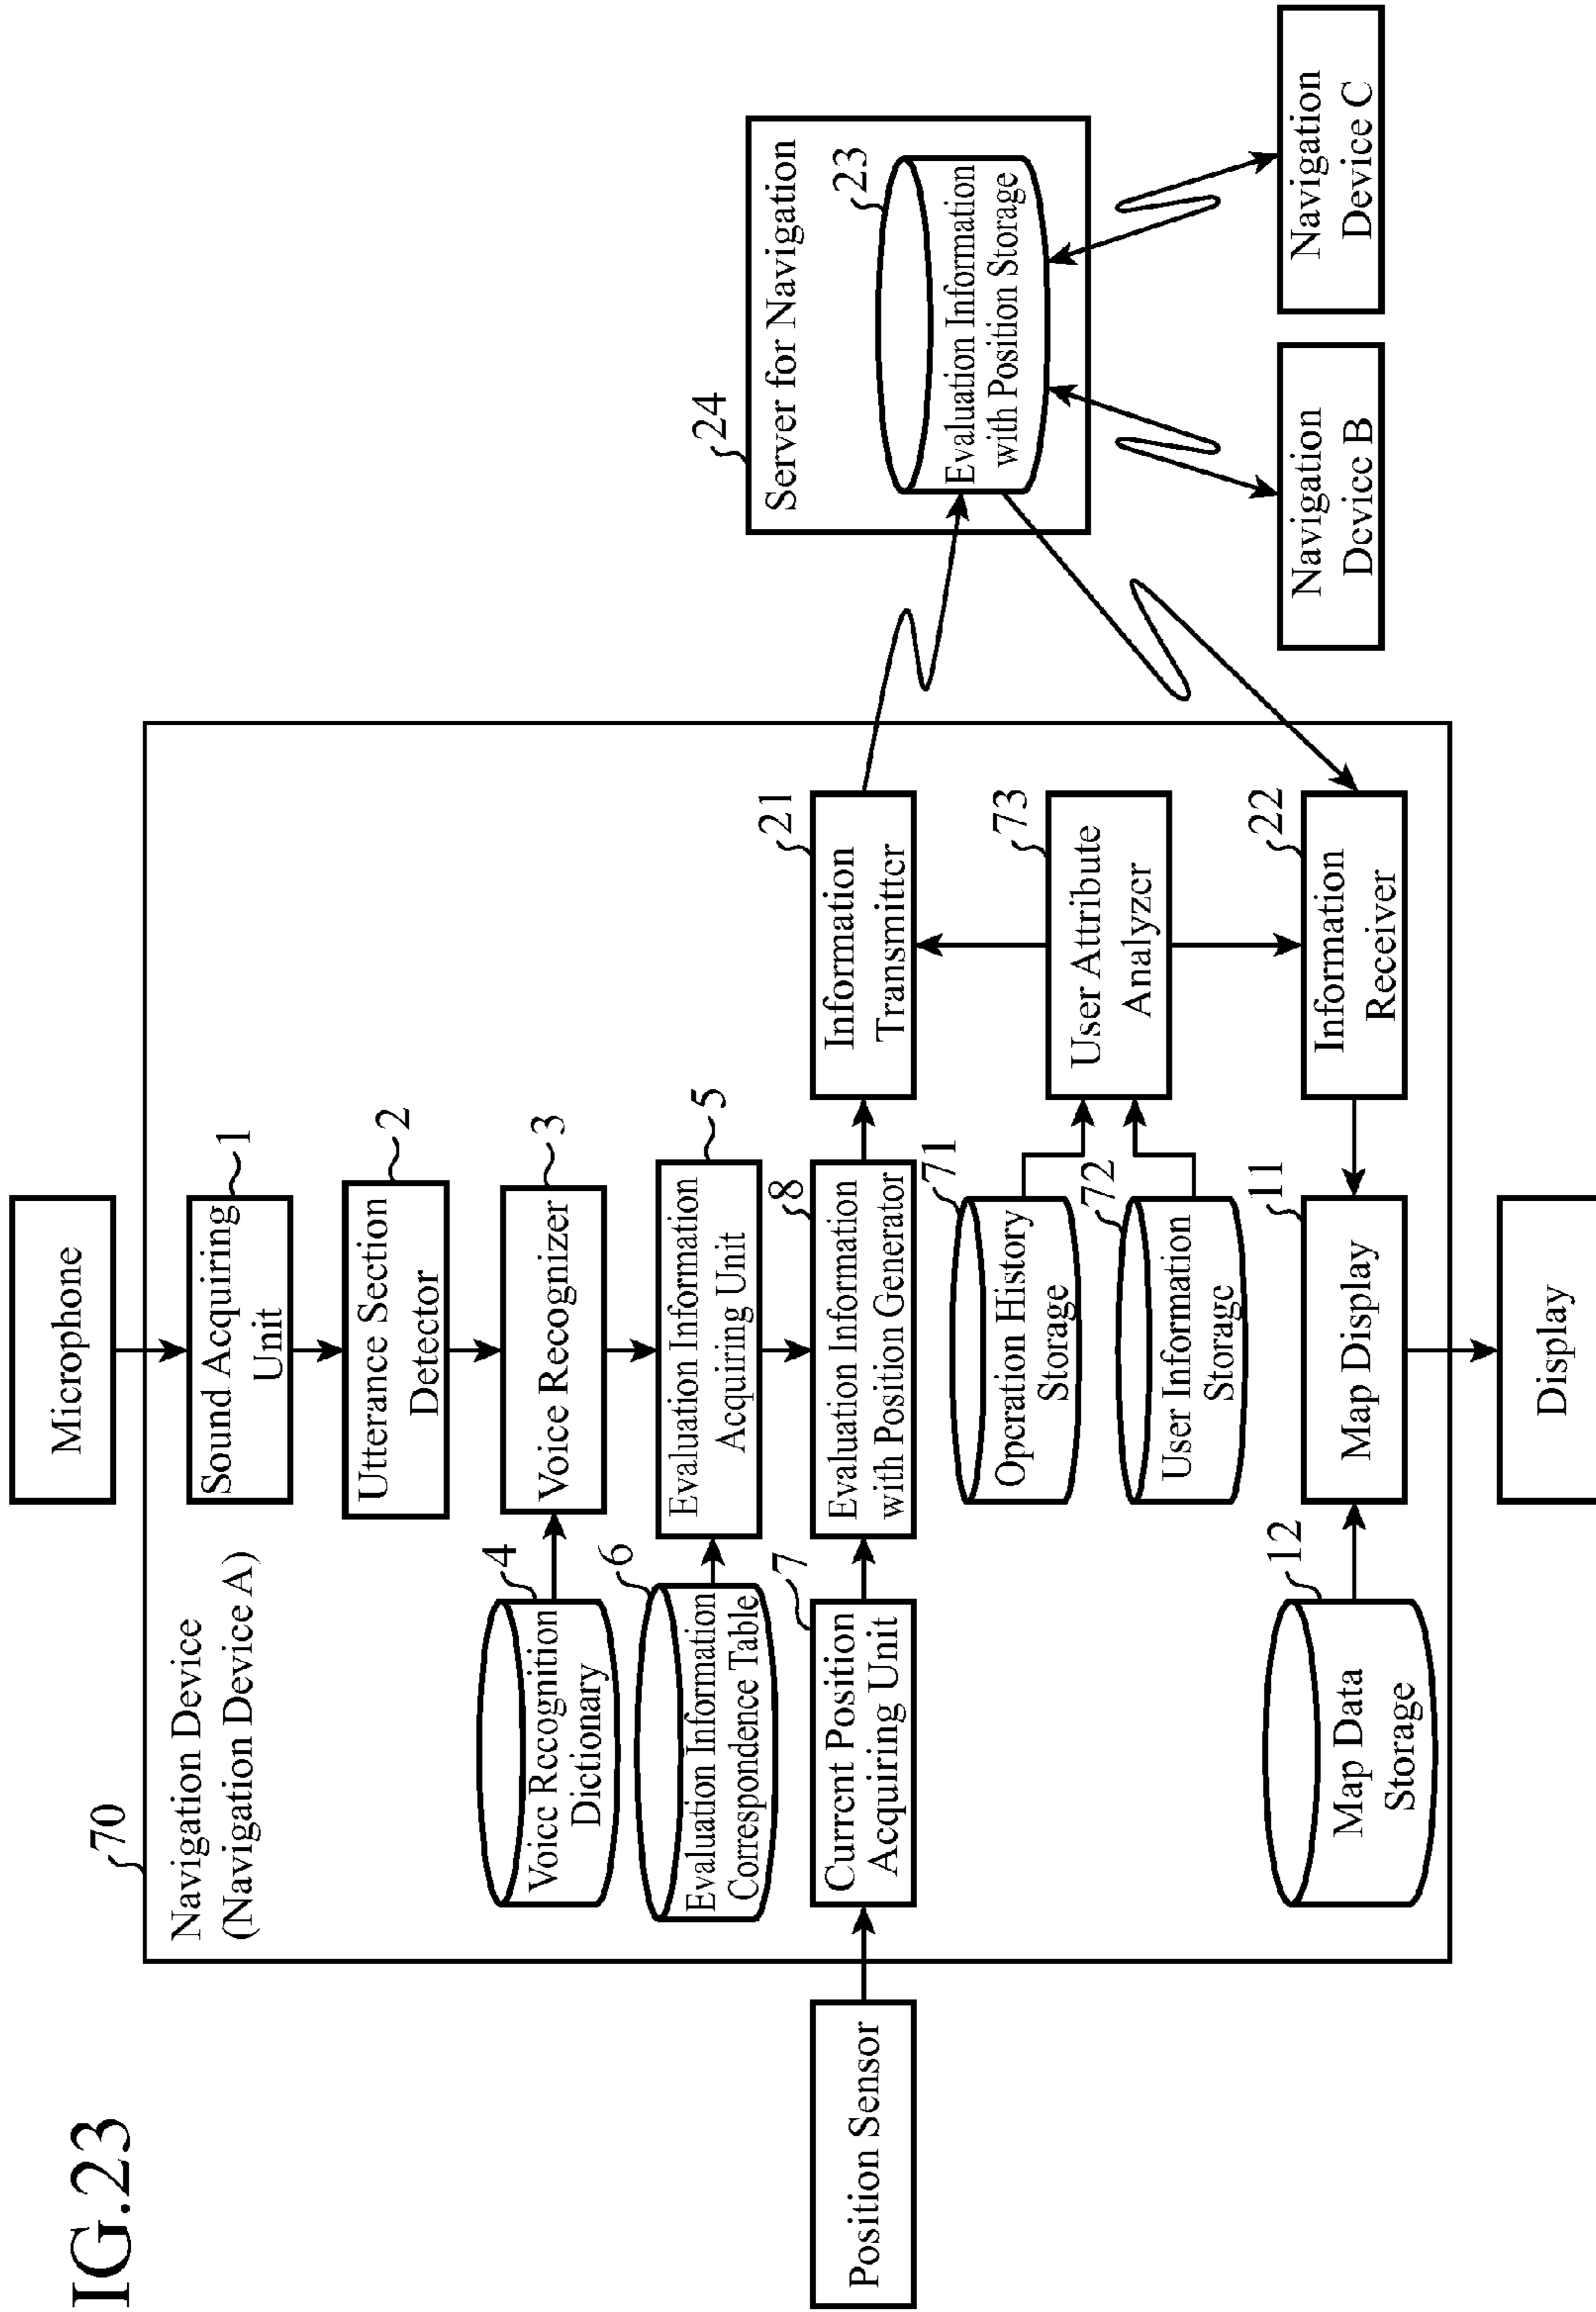 IG.23
Microphone
70
Navigation Device
(Navigation Device A)
Sound Acquiring
Unit
1
Utterance Section
Detector
2
Voice Recognition
Dictionary
4
Voice Recognizer
3
Evaluation Information
Correspondence Table
6
Evaluation Information
Acquiring Unit
5
Position Sensor
Current Position
Acquiring Unit
7
Evaluation Information
with Position Generator
8
Information
Transmitter
21
Operation History
Storage
71
User Information
Storage
72
User Attribute
Analyzer
73
Map Data
Storage
12
Map Display
11
Information
Receiver
22
Display
24
Server for Navigation
23
Evaluation Information
with Position Storage
Navigation
Device B
Navigation
Device C